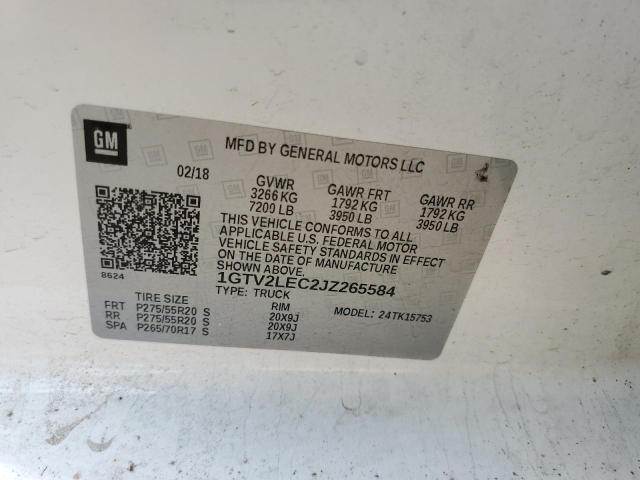 GM
MFD BY GENERAL MOTORS LLC
02/18
GVWR GAWR FRT GAWR RR
3266 KG 1792 KG 1792 KG
7200 LB 3950 LB 3950 LB
THIS VEHICLE CONFORMS TO ALL
APPLICABLE U.S. FEDERAL MOTOR
VEHICLE SAFETY STANDARDS IN EFFECT
ON THE DATE OF MANUFACTURE
SHOWN ABOVE.
8624
1GTV2LEC2JZ265584
TYPE: TRUCK
TIRE SIZE RIM MODEL: 24TK15753
FRT P275/55R20 S 20X9J
RR P275/55R20 S 20X9J
SPA P265/70R17 S 17X7J